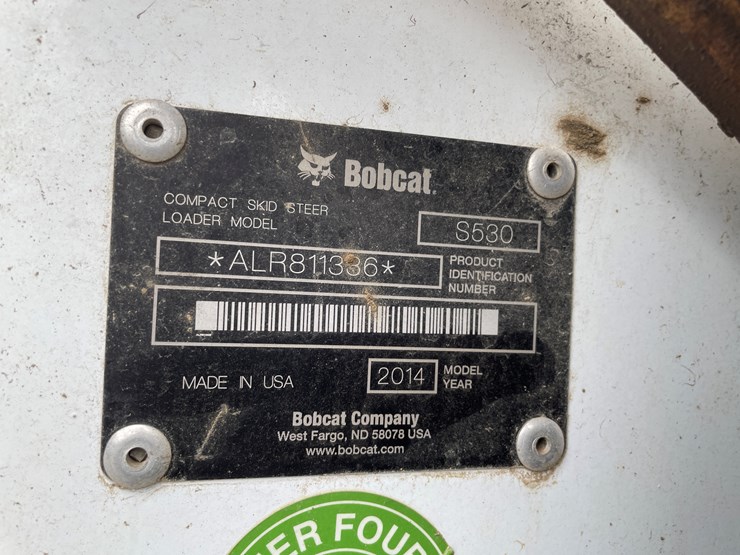 Bobcat.
COMPACT SKID STEER
LOADER MODEL
S530
*ALR811336*
PRODUCT
IDENTIFICATION
NUMBER
MADE IN USA
2014
MODEL
YEAR
Bobcat Company
West Fargo, ND 58078 USA
www.bobcat.com